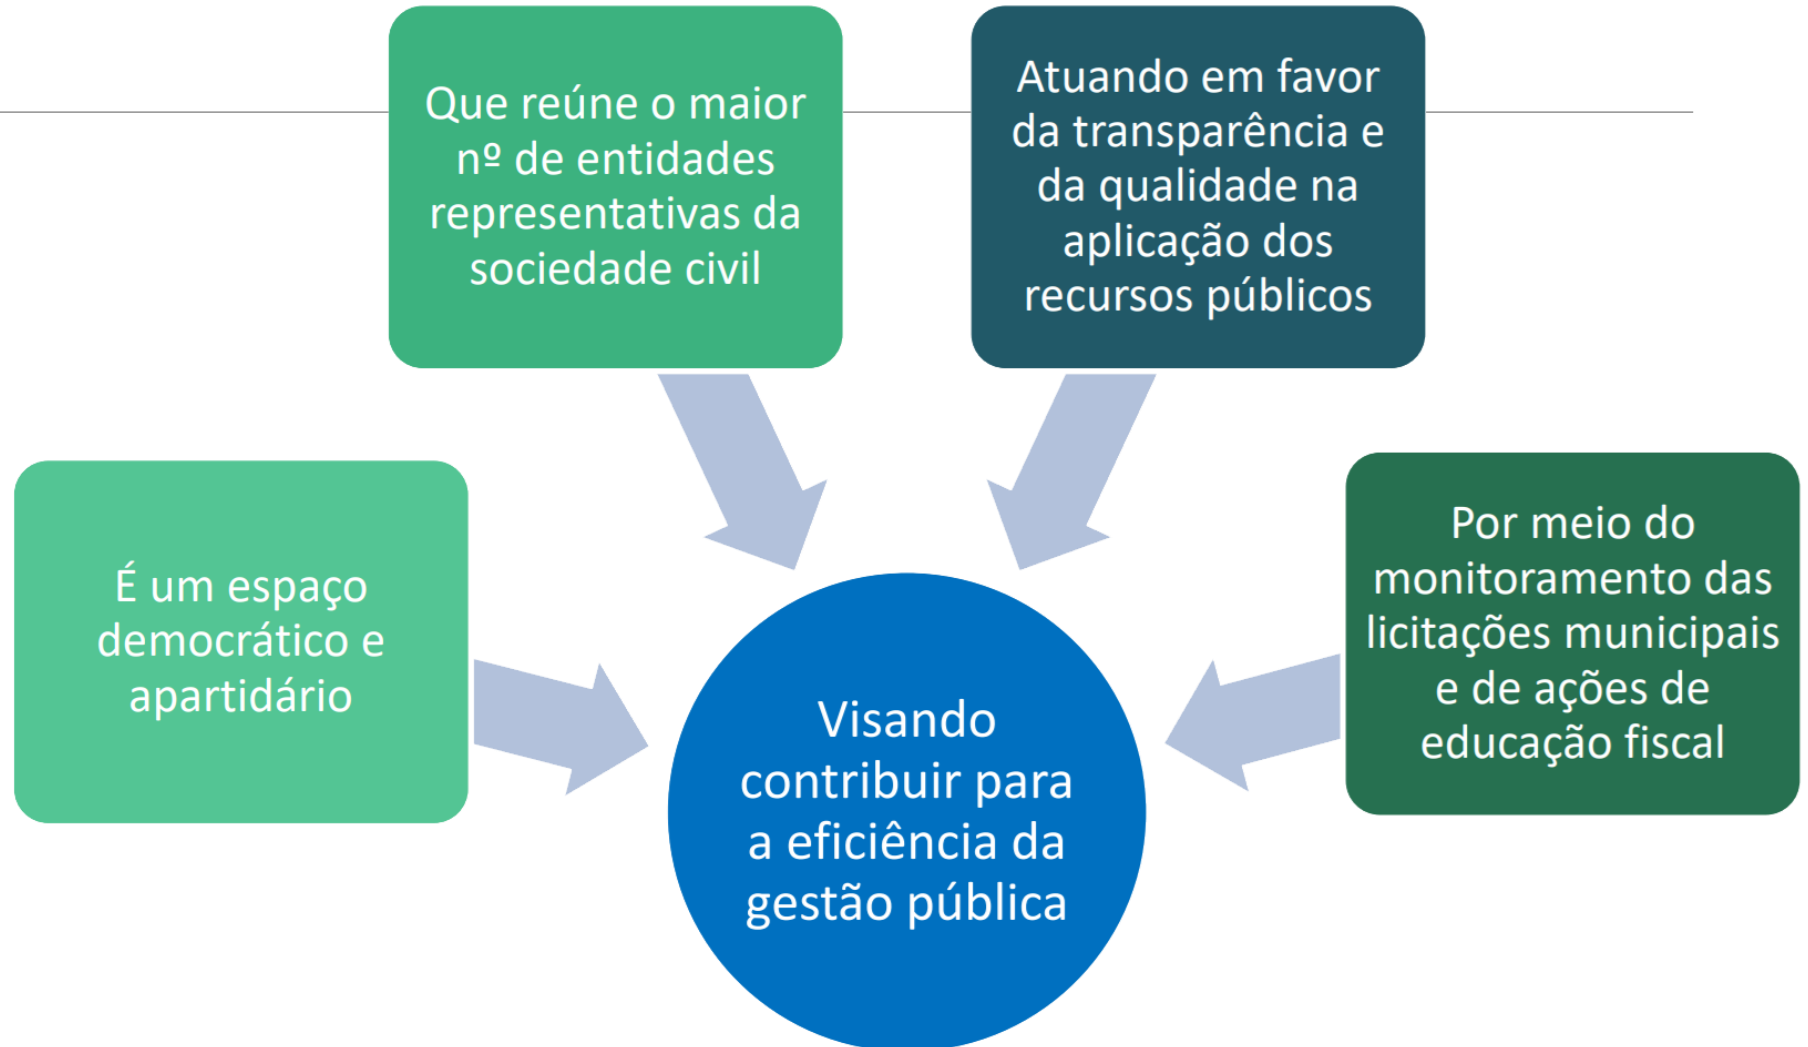 É um espaço
democrático e
apartidário
Que reúne o maior
nº de entidades
representativas da
sociedade civil
Atuando em favor
da transparência e
da qualidade na
aplicação dos
recursos públicos
Por meio do
monitoramento das
licitações municipais
e de ações de
educação fiscal
Visando
contribuir para
a eficiência da
gestão pública